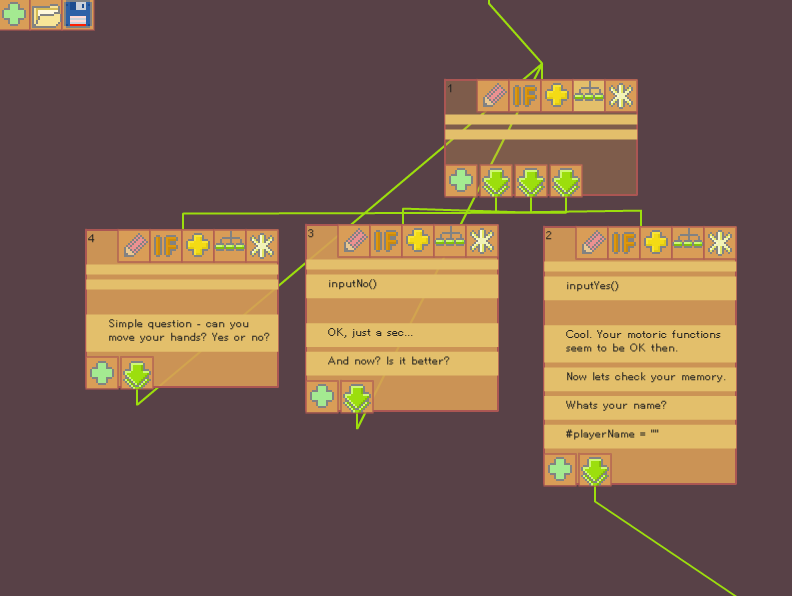 1
IF
4
IF
Simple question - can you
move your hands? Yes or no?
3
IF
inputNo()
OK, just a sec...
And now? Is it better?
2
IF
inputYes()
Cool. Your motoric functions
seem to be OK then.
Now lets check your memory.
Whats your name?
#playerName = ""